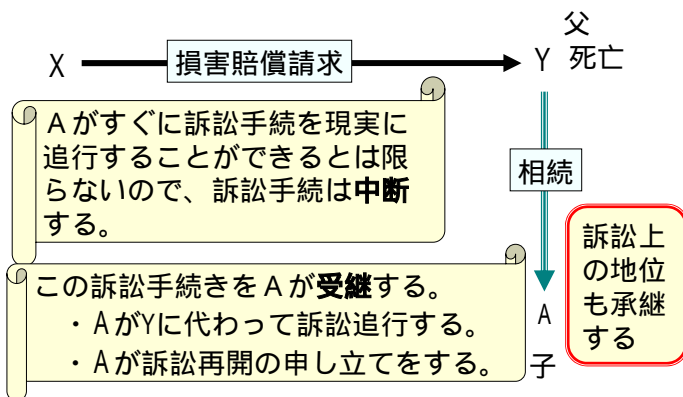 父
X 損害賠償請求 Y 死亡
Aがすぐに訴訟手続を現実に
追行することができるとは限
らないので、訴訟手続は中断
する。
相続
訴訟上
の地位
も承継
する
この訴訟手続きをAが受継する。
・AがYに代わって訴訟追行する。
・Aが訴訟再開の申し立てをする。
A
子